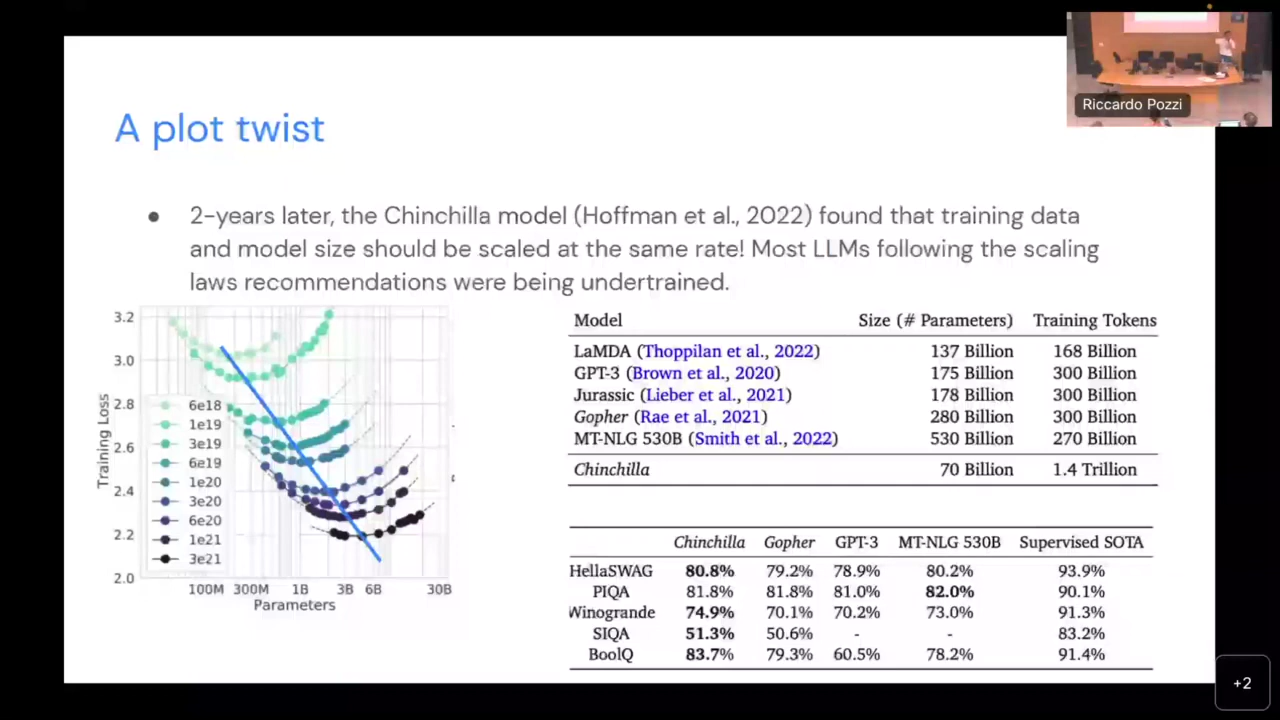 A plot twist
Riccardo Pozzi
● 2-years later, the Chinchilla model (Hoffman et al., 2022) found that training data
and model size should be scaled at the same rate! Most LLMs following the scaling
laws recommendations were being undertrained.
3.2
3.0
2.8
2.6
2.4
2.2
2.0
Training Loss
6e18
1e19
3e19
6e19
1e20
3e20
6e20
1e21
3e21
100M 300M 1B 3B 6B 30B
Parameters
Model Size (# Parameters) Training Tokens
LaMDA (Thoppilan et al., 2022) 137 Billion 168 Billion
GPT-3 (Brown et al., 2020) 175 Billion 300 Billion
Jurassic (Lieber et al., 2021) 178 Billion 300 Billion
Gopher (Rae et al., 2021) 280 Billion 300 Billion
MT-NLG 530B (Smith et al., 2022) 530 Billion 270 Billion
Chinchilla 70 Billion 1.4 Trillion
Chinchilla Gopher GPT-3 MT-NLG 530B Supervised SOTA
HellaSWAG 80.8% 79.2% 78.9% 80.2% 93.9%
PIQA 81.8% 81.8% 81.0% 82.0% 90.1%
Winogrande 74.9% 70.1% 70.2% 73.0% 91.3%
SIQA 51.3% 50.6% - - 83.2%
BoolQ 83.7% 79.3% 60.5% 78.2% 91.4%
+2